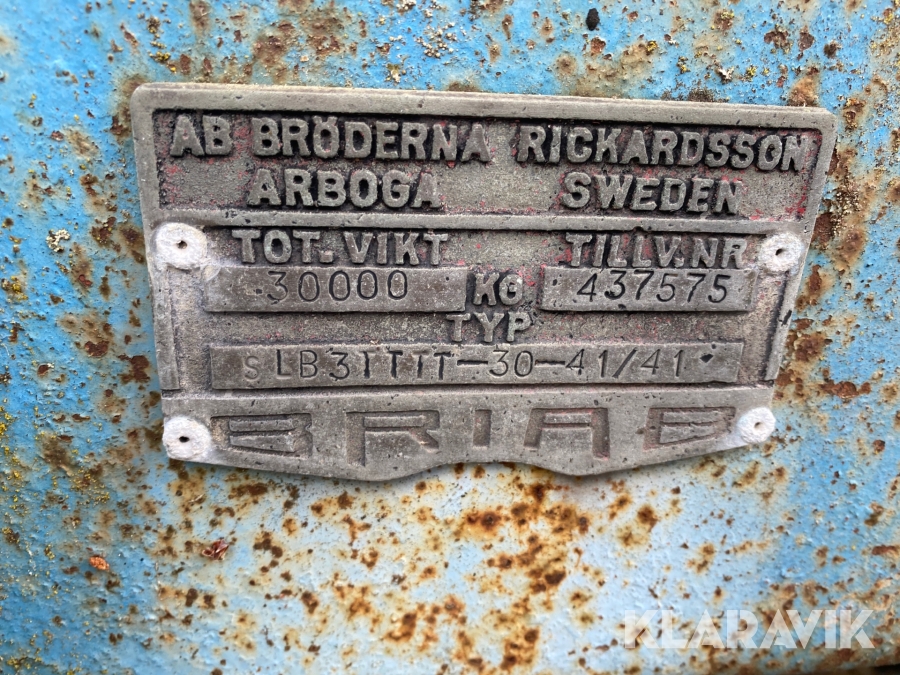 AB BRÖDERNA RICKARDSSON
ARBOGA SWEDEN
TOT. VIKT TILLV. NR
30000 KG 437575
TYP
SLB3TTTT-30-41/41
BRIAB
KLARAVIK